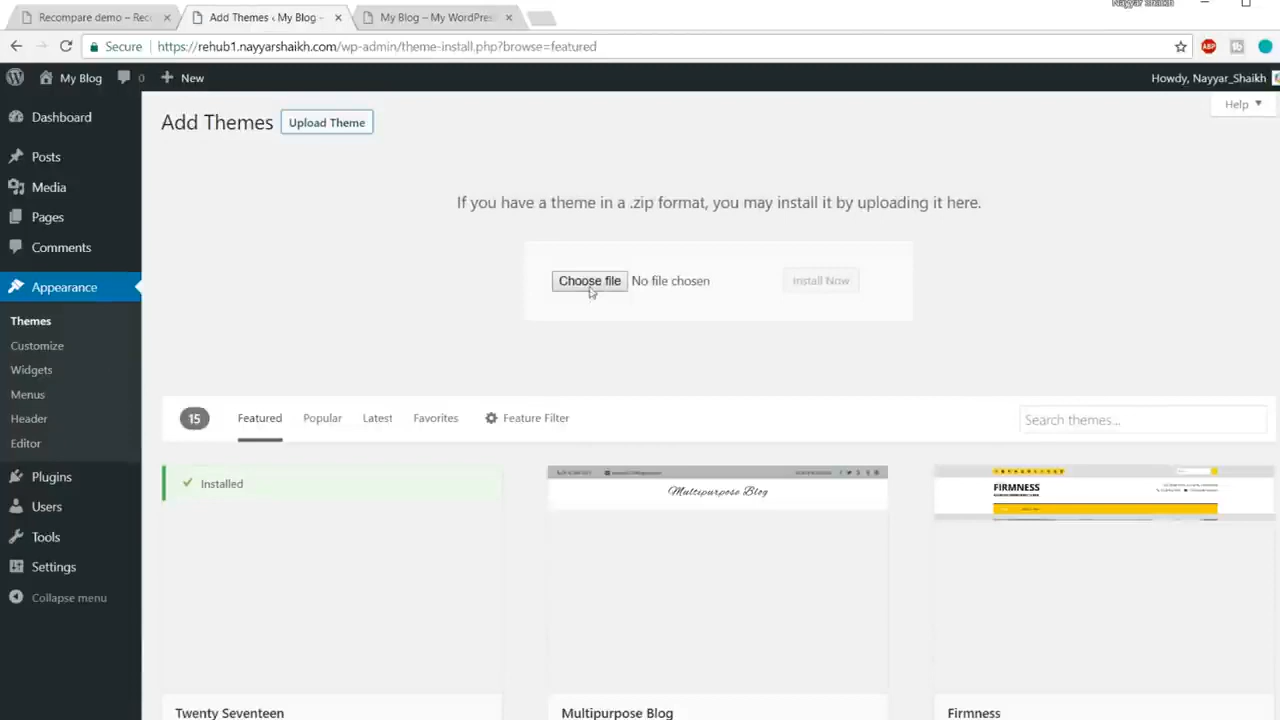 Nayyar Shaikh
Recompare demo – Rec
Add Themes ‹ My Blog –
My Blog – My WordPres
Secure https://rehub1.nayyarshaikh.com/wp-admin/theme-install.php?browse=featured
ABP
My Blog 0 New
Howdy, Nayyar_Shaikh
Help
Add Themes Upload Theme
Dashboard
Posts
Media
Pages
Comments
Appearance
Themes
Customize
Widgets
Menus
Header
Editor
Plugins
Users
Tools
Settings
Collapse menu
If you have a theme in a .zip format, you may install it by uploading it here.
Choose file No file chosen Install Now
15 Featured Popular Latest Favorites Feature Filter Search themes...
Installed
Multipurpose Blog
FIRMNESS
Twenty Seventeen
Multipurpose Blog
Firmness